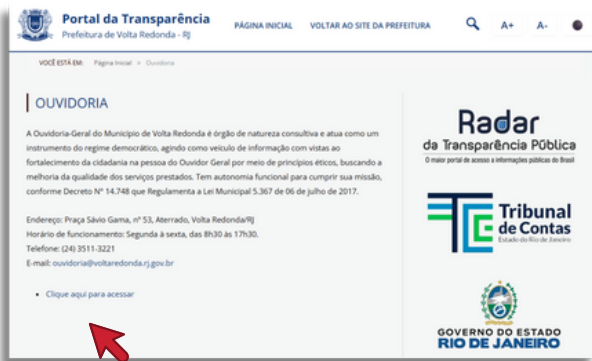 Portal da Transparência
Prefeitura de Volta Redonda - RJ
PÁGINA INICIAL VOLTAR AO SITE DA PREFEITURA A+ A-
VOCÊ ESTÁ EM: Página Inicial » Ouvidoria
OUVIDORIA
A Ouvidoria-Geral do Município de Volta Redonda é órgão de natureza consultiva e atua como um
instrumento do regime democrático, agindo como veículo de informação com vistas ao
fortalecimento da cidadania na pessoa do Ouvidor Geral por meio de princípios éticos, buscando a
melhoria da qualidade dos serviços prestados. Tem autonomia funcional para cumprir sua missão,
conforme Decreto Nº 14.748 que Regulamenta a Lei Municipal 5.367 de 06 de julho de 2017.
Endereço: Praça Sávio Gama, nº 53, Aterrado, Volta Redonda/RJ
Horário de funcionamento: Segunda à sexta, das 8h30 às 17h30.
Telefone: (24) 3511-3221
E-mail: ouvidoria@voltaredonda.rj.gov.br
• Clique aqui para acessar
Radar
da Transparência Pública
O maior portal de acesso a informações públicas do Brasil
TCE
Tribunal
de Contas
Estado do Rio de Janeiro
GOVERNO DO ESTADO
RIO DE JANEIRO